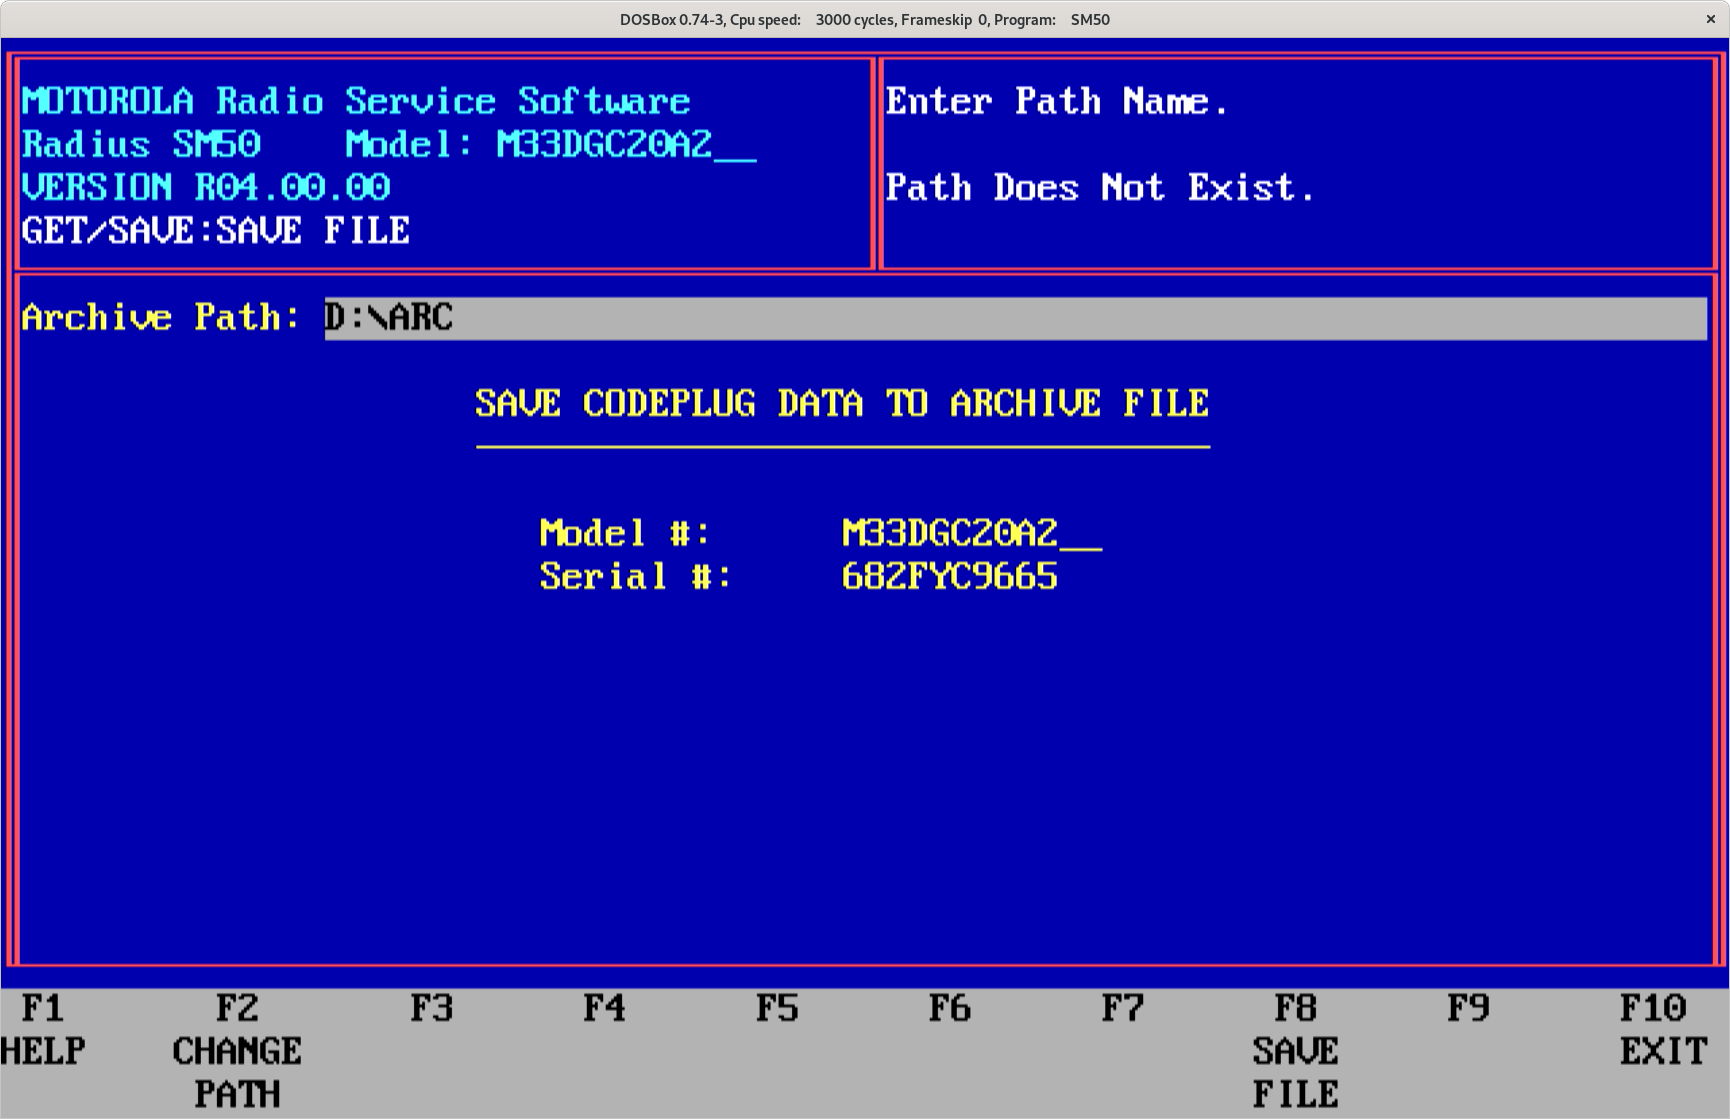 DOSBox 0.74-3, Cpu speed: 3000 cycles, Frameskip 0, Program: SM50 ×
MOTOROLA Radio Service Software
Radius SM50 Model: M33DGC20A2__
VERSION R04.00.00
GET/SAVE:SAVE FILE
Enter Path Name.
Path Does Not Exist.
Archive Path: D:\ARC
SAVE CODEPLUG DATA TO ARCHIVE FILE
Model #: M33DGC20A2__
Serial #: 682FYC9665
F1 F2 F3 F4 F5 F6 F7 F8 F9 F10
HELP CHANGE SAVE EXIT
PATH FILE